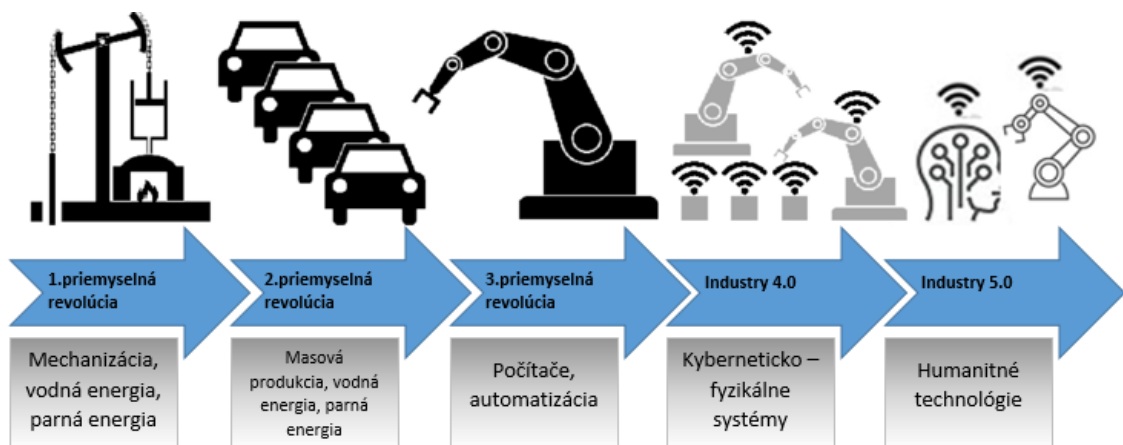 1.priemyselná
revolúcia
2.priemyselná
revolúcia
3.priemyselná
revolúcia
Industry 4.0
Industry 5.0
Mechanizácia,
vodná energia,
parná energia
Masová
produkcia, vodná
energia, parná
energia
Počítače,
automatizácia
Kyberneticko –
fyzikálne
systémy
Humanitné
technológie